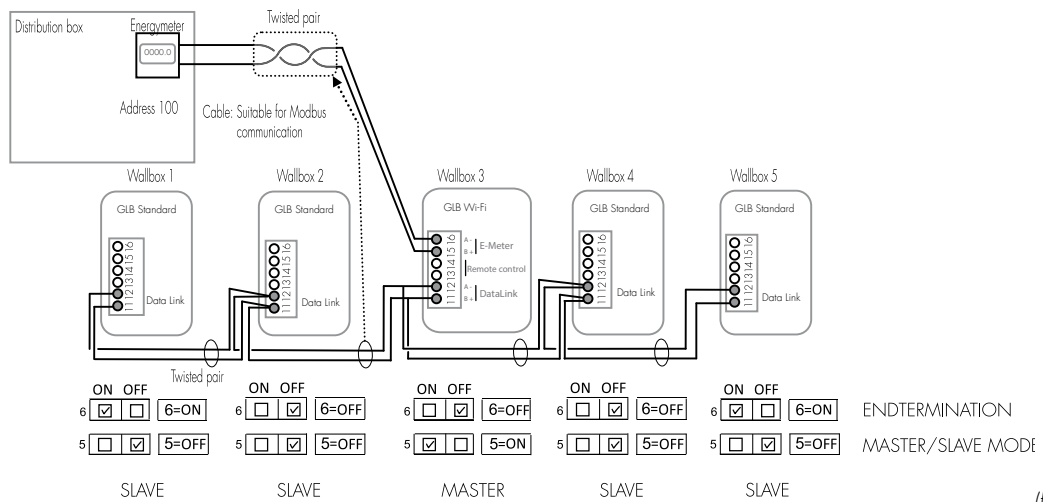 Distribution box
Energymeter
0000.0
Address 100
Twisted pair
Cable: Suitable for Modbus
communication
Wallbox 1
Wallbox 2
Wallbox 3
Wallbox 4
Wallbox 5
GLB Standard
GLB Standard
GLB Wi-Fi
GLB Standard
GLB Standard
11 12 13 14 15 16
Data Link
11 12 13 14 15 16
Data Link
11 12 13 14 15 16
A -
B +
E-Meter
Remote control
A -
B +
DataLink
11 12 13 14 15 16
Data Link
11 12 13 14 15 16
Data Link
Twisted pair
ON OFF
ON OFF
ON OFF
ON OFF
ON OFF
6 6=ON
6 6=OFF
6 6=OFF
6 6=OFF
6 6=ON
ENDTERMINATION
5 5=OFF
5 5=OFF
5 5=ON
5 5=OFF
5 5=OFF
MASTER/SLAVE MODE
SLAVE
SLAVE
MASTER
SLAVE
SLAVE